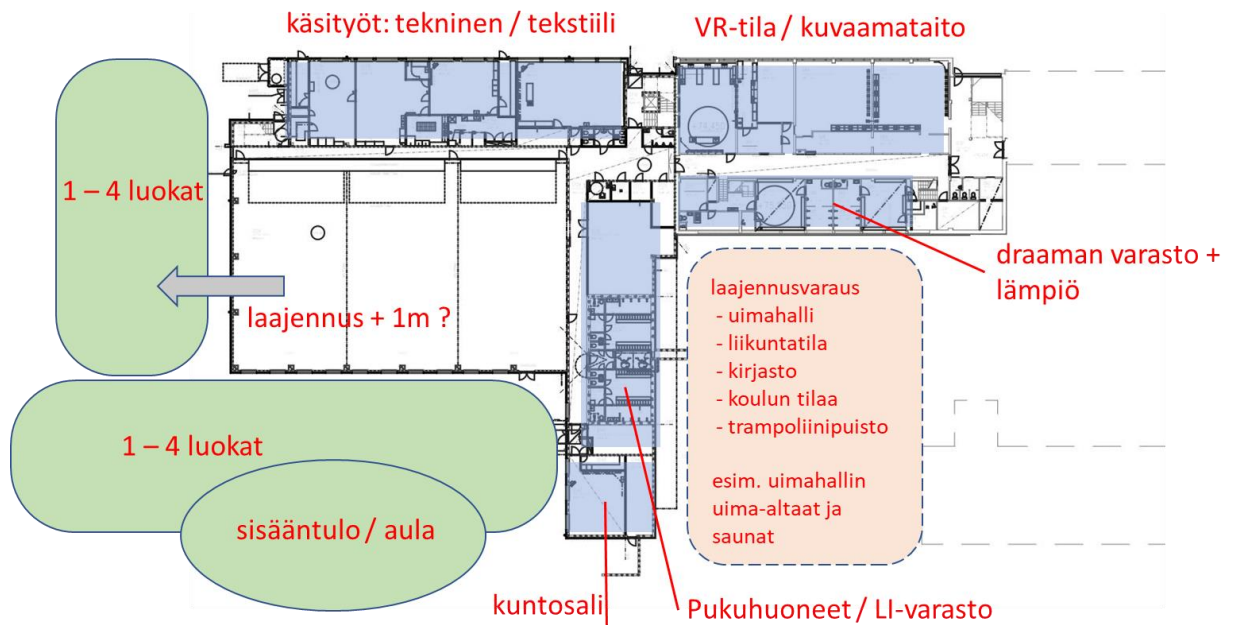 käsityöt: tekninen / tekstiili
VR-tila / kuvaamataito
1 – 4 luokat
laajennus + 1m ?
draaman varasto +
lämpiö
laajennusvaraus
- uimahalli
- liikuntatila
- kirjasto
- koulun tilaa
- trampoliinipuisto
esim. uimahallin
uima-altaat ja
saunat
1 – 4 luokat
sisääntulo / aula
kuntosali
Pukuhuoneet / LI-varasto